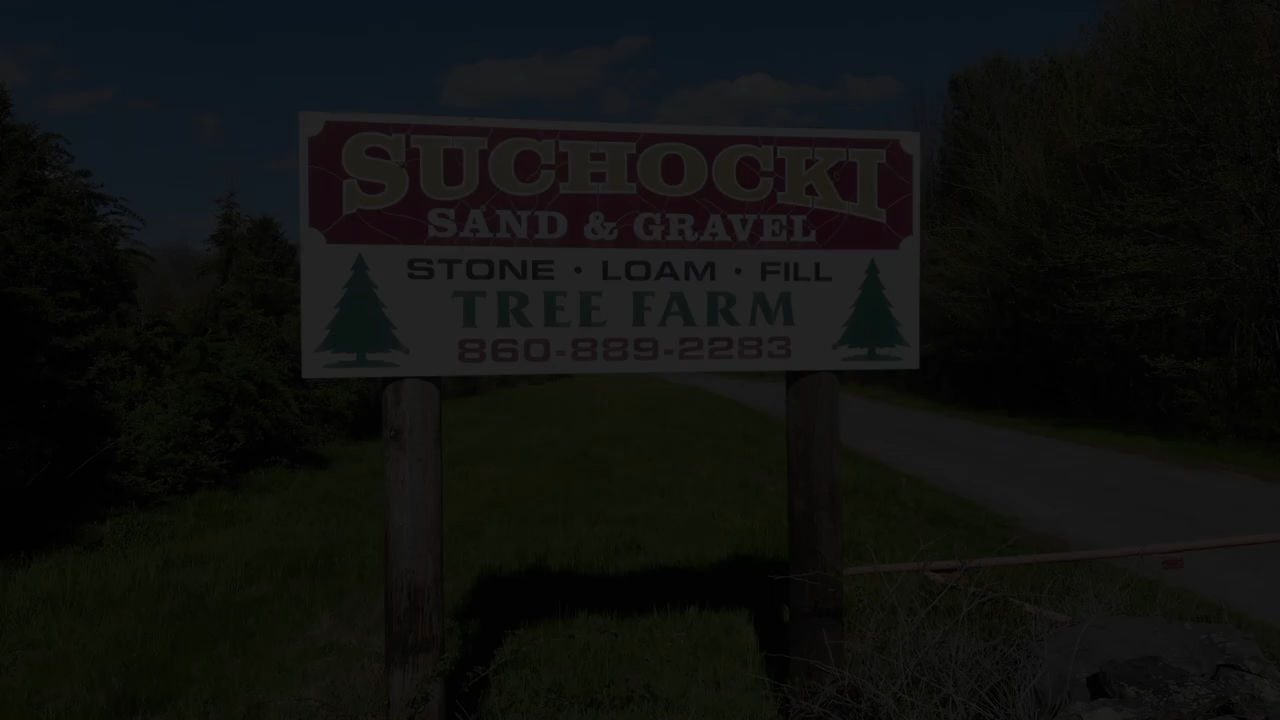 SUCHOCKI
SAND & GRAVEL
STONE · LOAM · FILL
TREE FARM
860-889-2283